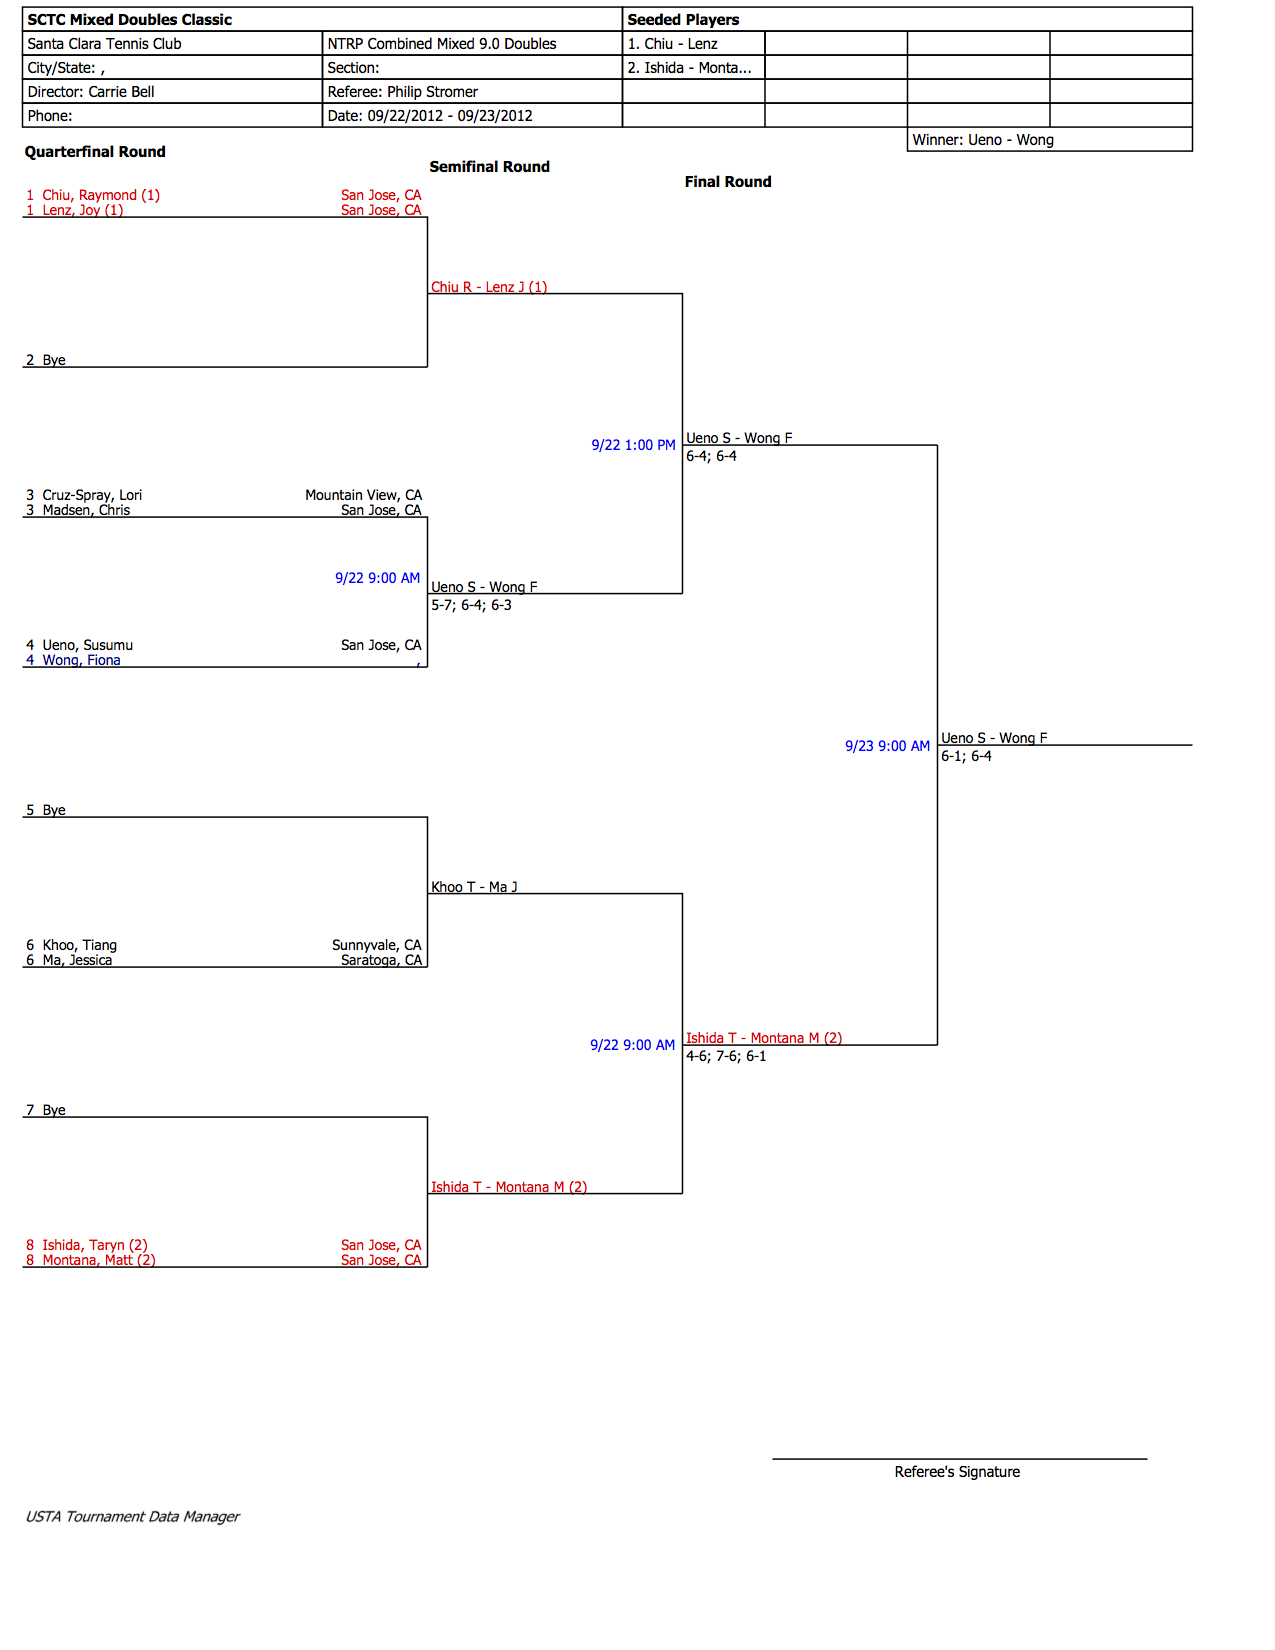 SCTC Mixed Doubles Classic
Seeded Players
Santa Clara Tennis Club
NTRP Combined Mixed 9.0 Doubles
1. Chiu - Lenz
City/State: ,
Section:
2. Ishida - Monta...
Director: Carrie Bell
Referee: Philip Stromer
Phone:
Date: 09/22/2012 - 09/23/2012
Winner: Ueno - Wong
Quarterfinal Round
Semifinal Round
Final Round
1 Chiu, Raymond (1) San Jose, CA
1 Lenz, Joy (1) San Jose, CA
Chiu R - Lenz J (1)
2 Bye
9/22 1:00 PM
Ueno S - Wong F
6-4; 6-4
3 Cruz-Spray, Lori Mountain View, CA
3 Madsen, Chris San Jose, CA
9/22 9:00 AM
Ueno S - Wong F
5-7; 6-4; 6-3
4 Ueno, Susumu San Jose, CA
4 Wong, Fiona ,
9/23 9:00 AM
Ueno S - Wong F
6-1; 6-4
5 Bye
Khoo T - Ma J
6 Khoo, Tiang Sunnyvale, CA
6 Ma, Jessica Saratoga, CA
9/22 9:00 AM
Ishida T - Montana M (2)
4-6; 7-6; 6-1
7 Bye
Ishida T - Montana M (2)
8 Ishida, Taryn (2) San Jose, CA
8 Montana, Matt (2) San Jose, CA
Referee's Signature
USTA Tournament Data Manager